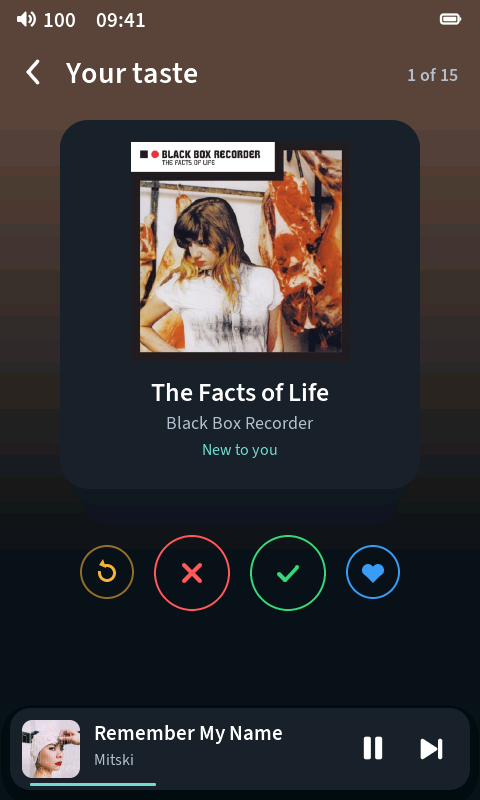 100 09:41
Your taste
1 of 15
BLACK BOX RECORDER
THE FACTS OF LIFE
The Facts of Life
Black Box Recorder
New to you
Remember My Name
Mitski